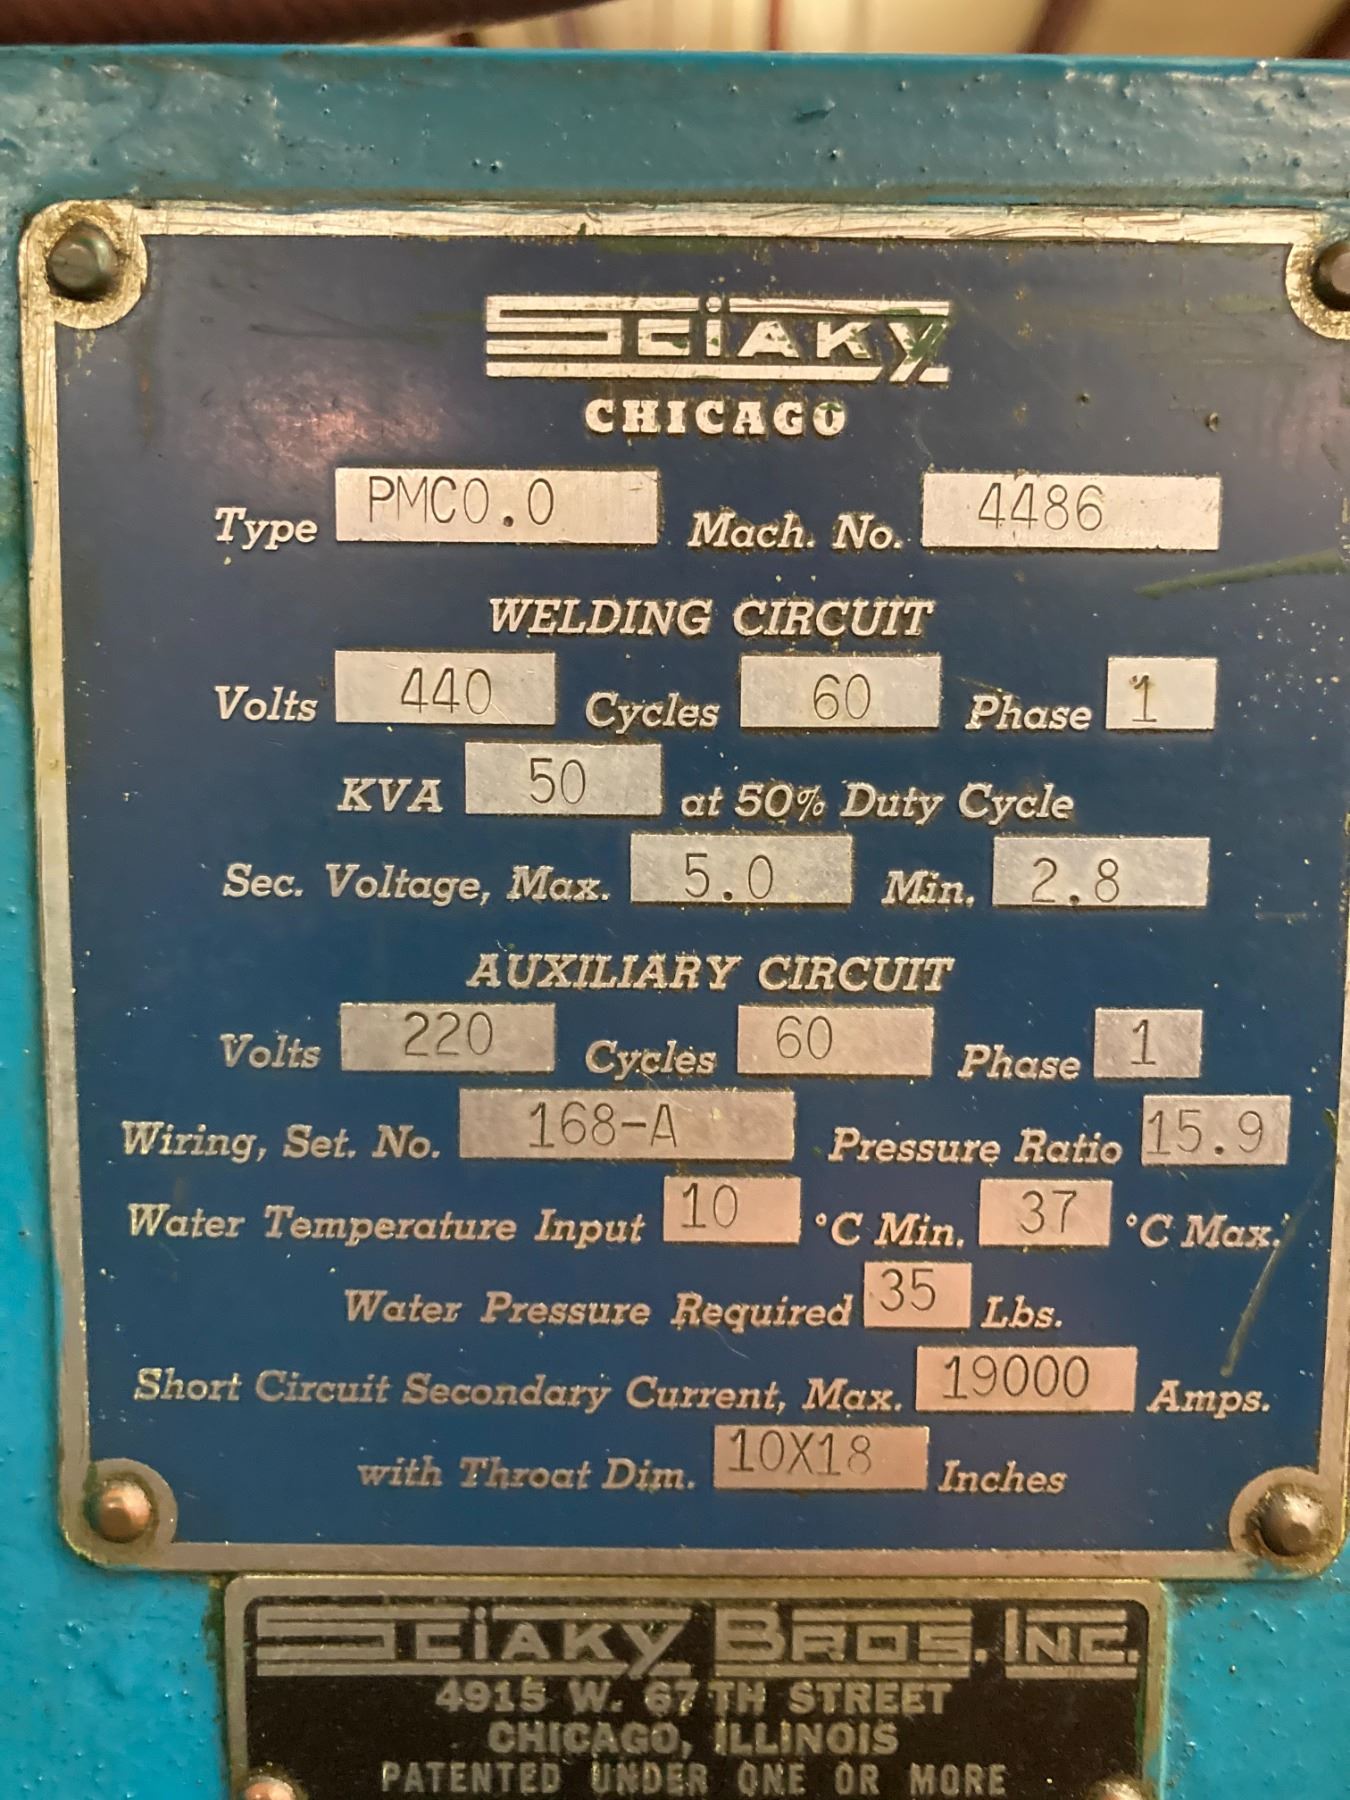 SCIAKY
CHICAGO
Type PMCO.O Mach. No. 4486
WELDING CIRCUIT
Volts 440 Cycles 60 Phase 1
KVA 50 at 50% Duty Cycle
Sec. Voltage, Max. 5.0 Min. 2.8
AUXILIARY CIRCUIT
Volts 220 Cycles 60 Phase 1
Wiring, Set. No. 168-A Pressure Ratio 15.9
Water Temperature Input 10 °C Min. 37 °C Max.
Water Pressure Required 35 Lbs.
Short Circuit Secondary Current, Max. 19000 Amps.
with Throat Dim. 10X18 Inches
SCIAKY BROS. INC.
4915 W. 67TH STREET
CHICAGO, ILLINOIS
PATENTED UNDER ONE OR MORE